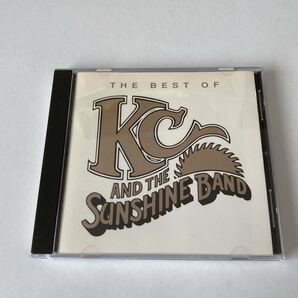 THE BEST OF
KC
AND THE
SUNSHINE BAND